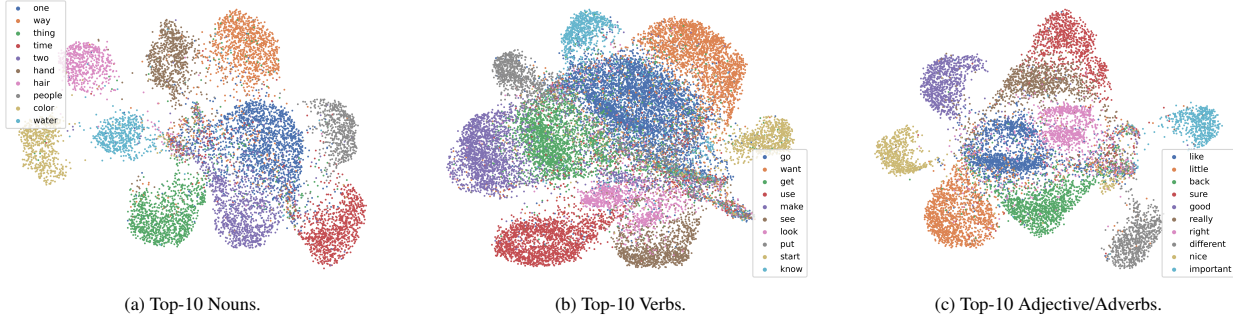 one
way
thing
time
two
hand
hair
people
color
water
(a) Top-10 Nouns.
go
want
get
use
make
see
look
put
start
know
(b) Top-10 Verbs.
like
little
back
sure
good
really
right
different
nice
important
(c) Top-10 Adjective/Adverbs.